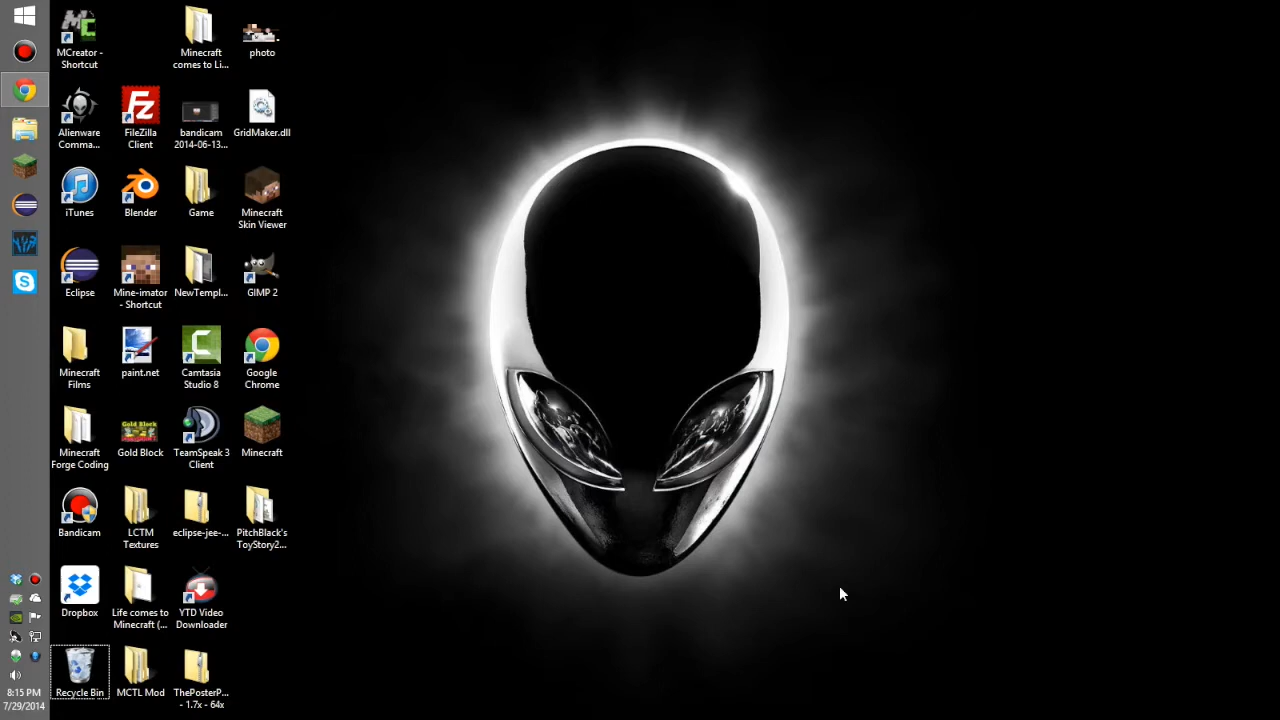 MCreator -
Shortcut
Minecraft
comes to Li...
photo
Alienware
Comma...
FileZilla
Client
bandicam
2014-06-13...
GridMaker.dll
iTunes
Blender
Game
Minecraft
Skin Viewer
Eclipse
Mine-imator
- Shortcut
NewTempl...
GIMP 2
Minecraft
Films
paint.net
Camtasia
Studio 8
Google
Chrome
Minecraft
Forge Coding
Gold Block
Gold Block
TeamSpeak 3
Client
Minecraft
Bandicam
LCTM
Textures
eclipse-jee-...
PitchBlack's
ToyStory2...
Dropbox
Life comes to
Minecraft (...
YTD Video
Downloader
Recycle Bin
MCTL Mod
ThePosterP...
- 1.7x - 64x
8:15 PM
7/29/2014